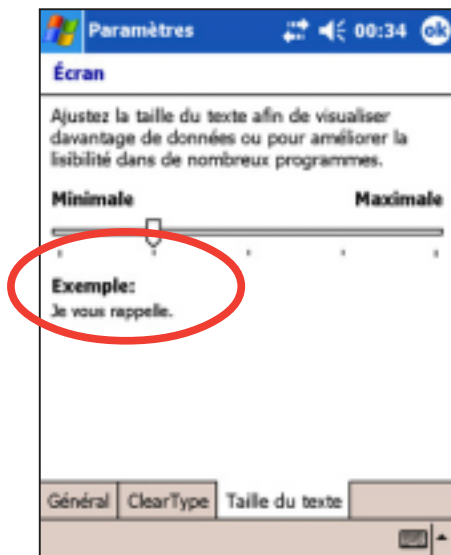 Paramètres 00:34 ok
Écran
Ajustez la taille du texte afin de visualiser
davantage de données ou pour améliorer la
lisibilité dans de nombreux programmes.
Minimale Maximale
Exemple:
Je vous rappelle.
Général ClearType Taille du texte